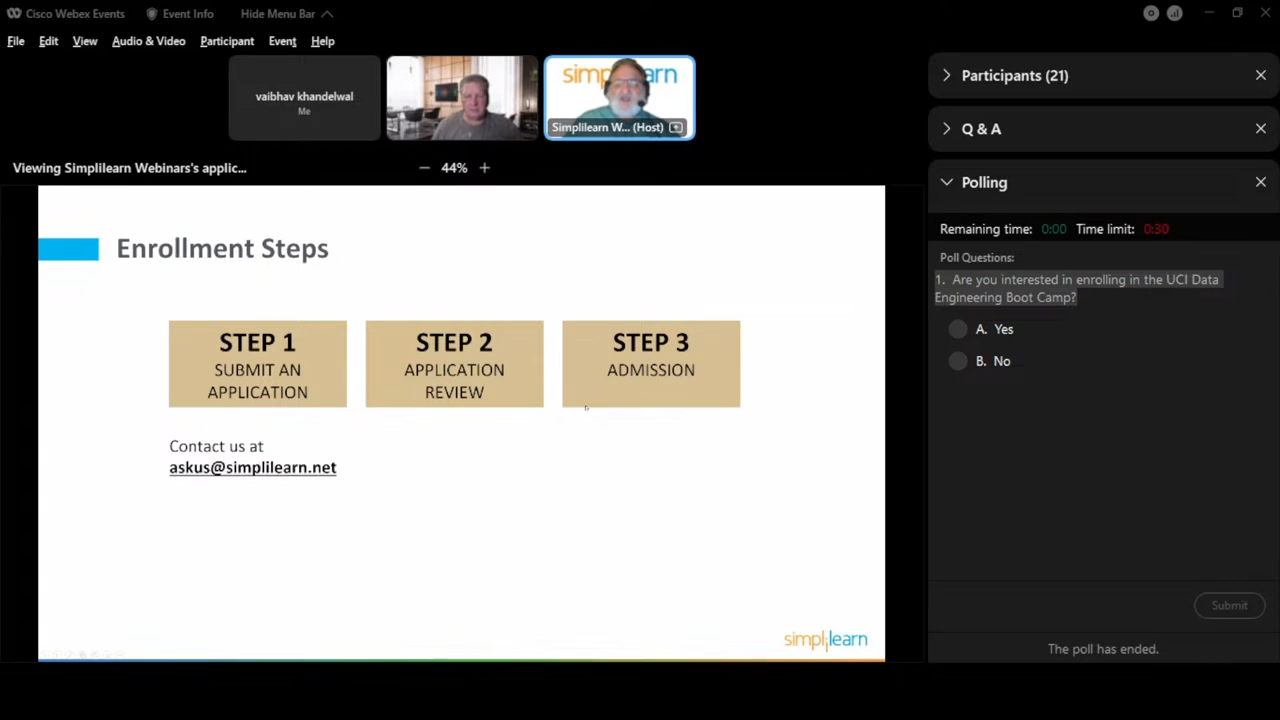 Cisco Webex Events
Event Info
Hide Menu Bar
File Edit View Audio & Video Participant Event Help
vaibhav khandelwal
Me
simplilearn
Simplilearn W... (Host)
Viewing Simplilearn Webinars's applic...
44%
Enrollment Steps
STEP 1
SUBMIT AN
APPLICATION
STEP 2
APPLICATION
REVIEW
STEP 3
ADMISSION
Contact us at
askus@simplilearn.net
simplilearn
Participants (21)
Q & A
Polling
Remaining time: 0:00 Time limit: 0:30
Poll Questions:
1. Are you interested in enrolling in the UCI Data
Engineering Boot Camp?
A. Yes
B. No
Submit
The poll has ended.